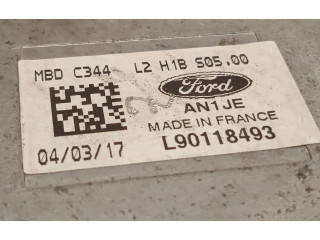 MBD C344 L2 H1B S05.00
Ford
AN1JE
MADE IN FRANCE
04/03/17 L90118493